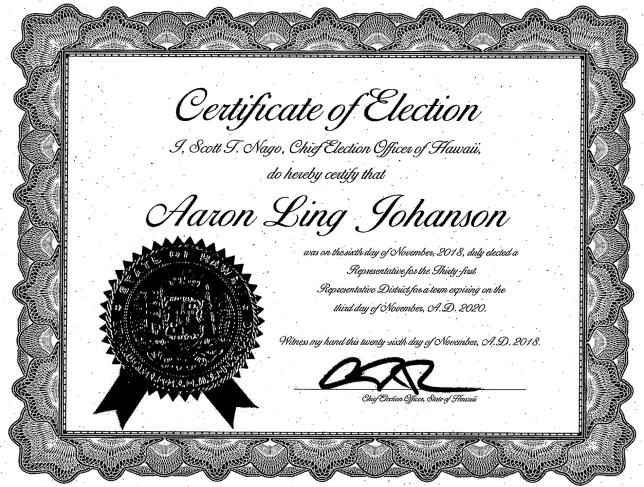 Certificate of Election
I, Scott T. Nago, Chief Election Officer of Hawaii,
do hereby certify that
Aaron Ling Johanson
was on the sixth day of November, 2018, duly elected a
Representative for the Thirty-first
Representative District for a term expiring on the
third day of November, A.D. 2020.
STATE OF HAWAII
Witness my hand this twenty-sixth day of November, A.D. 2018.
Chief Election Officer, State of Hawaii